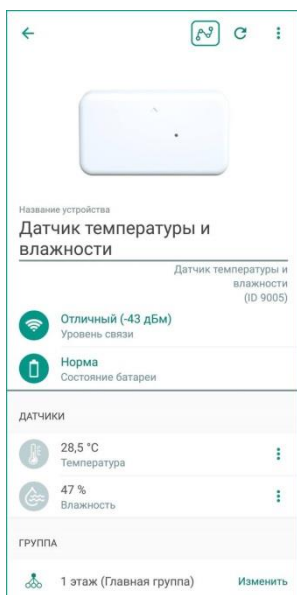 Название устройства
Датчик температуры и
влажности
Датчик температуры и
влажности
(ID 9005)
Отличный (-43 дБм)
Уровень связи
Норма
Состояние батареи
ДАТЧИКИ
28,5 °C
Температура
47 %
Влажность
ГРУППА
1 этаж (Главная группа) Изменить